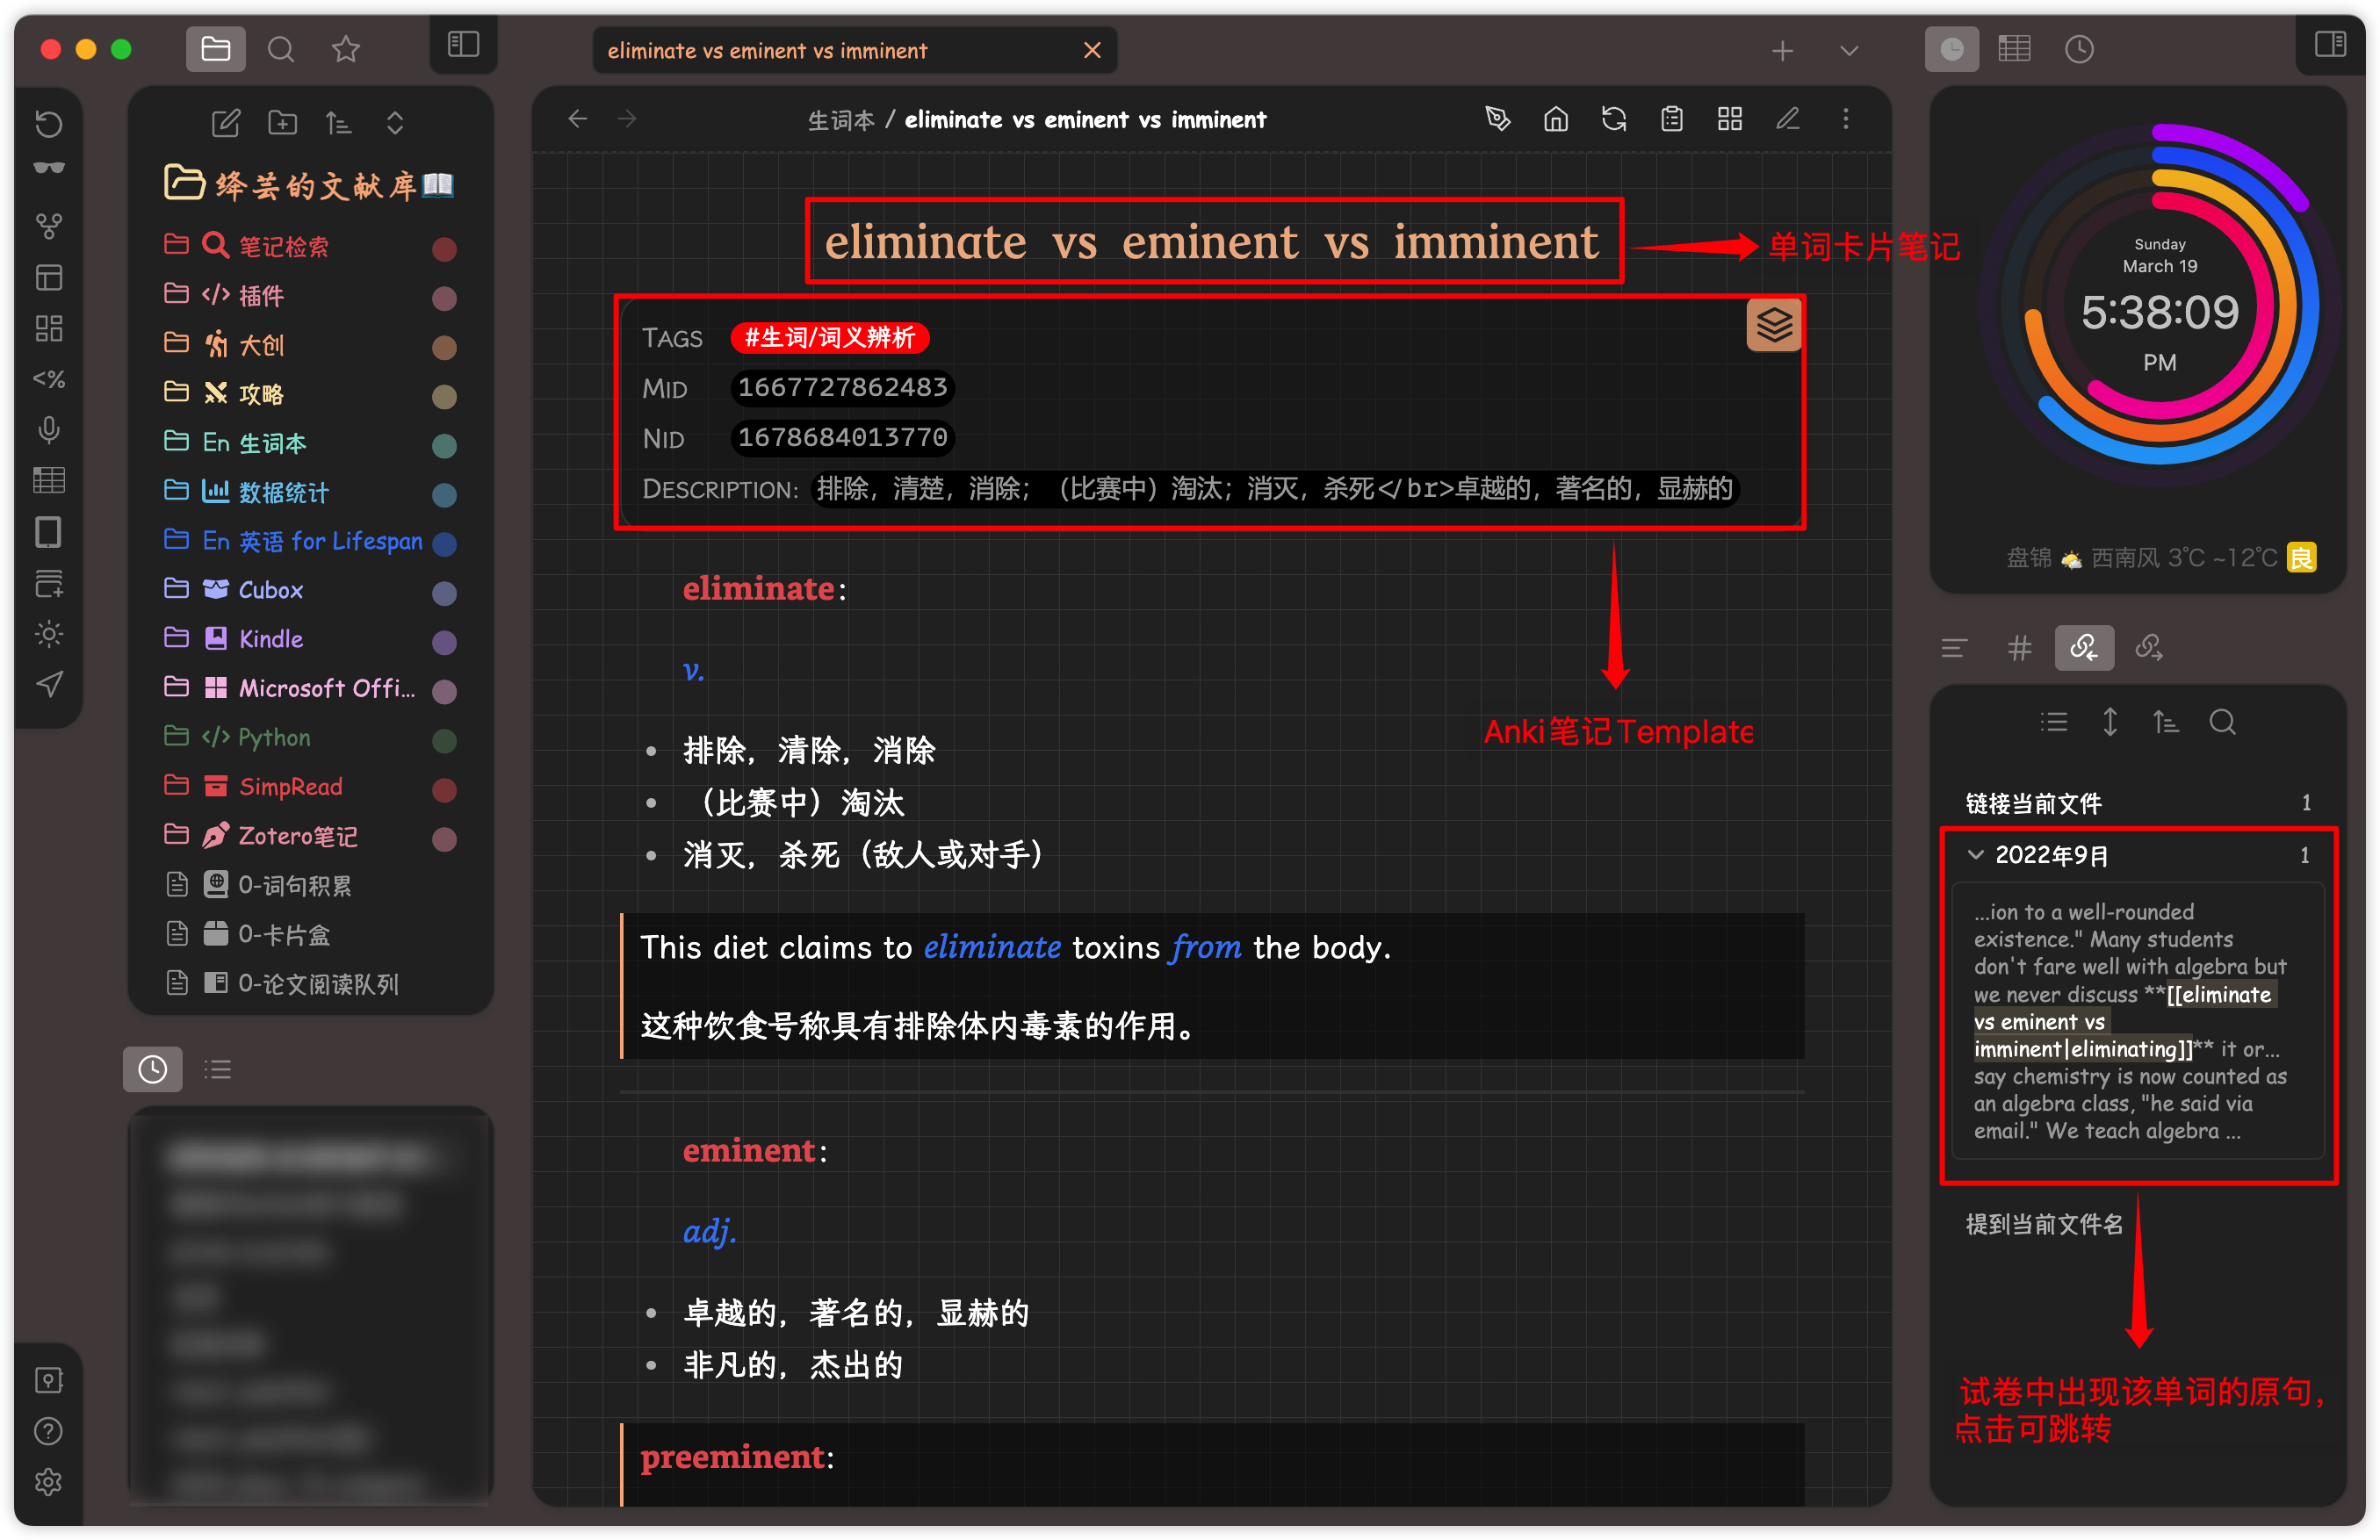 eliminate vs eminent vs imminent
绛芸的文献库📖
笔记检索
</> 插件
大创
攻略
En 生词本
数据统计
En 英语 for Lifespan
Cubox
Kindle
Microsoft Offi...
</> Python
SimpRead
Zotero笔记
0-词句积累
0-卡片盒
0-论文阅读队列
<%
生词本 / eliminate vs eminent vs imminent
eliminate vs eminent vs imminent
单词卡片笔记
TAGS #生词/词义辨析
MID 1667727862483
NID 1678684013770
DESCRIPTION: 排除，清楚，消除；（比赛中）淘汰；消灭，杀死</br>卓越的，著名的，显赫的
Anki笔记Template
eliminate:
v.
排除，清除，消除
（比赛中）淘汰
消灭，杀死（敌人或对手）
This diet claims to eliminate toxins from the body.
这种饮食号称具有排除体内毒素的作用。
eminent:
adj.
卓越的，著名的，显赫的
非凡的，杰出的
preeminent:
Sunday
March 19
5:38:09
PM
盘锦 🌤 西南风 3℃ ~12℃ 良
链接当前文件 1
2022年9月 1
...ion to a well-rounded
existence." Many students
don't fare well with algebra but
we never discuss **[[eliminate
vs eminent vs
imminent|eliminating]]** it or...
say chemistry is now counted as
an algebra class, "he said via
email." We teach algebra ...
提到当前文件名
试卷中出现该单词的原句，
点击可跳转